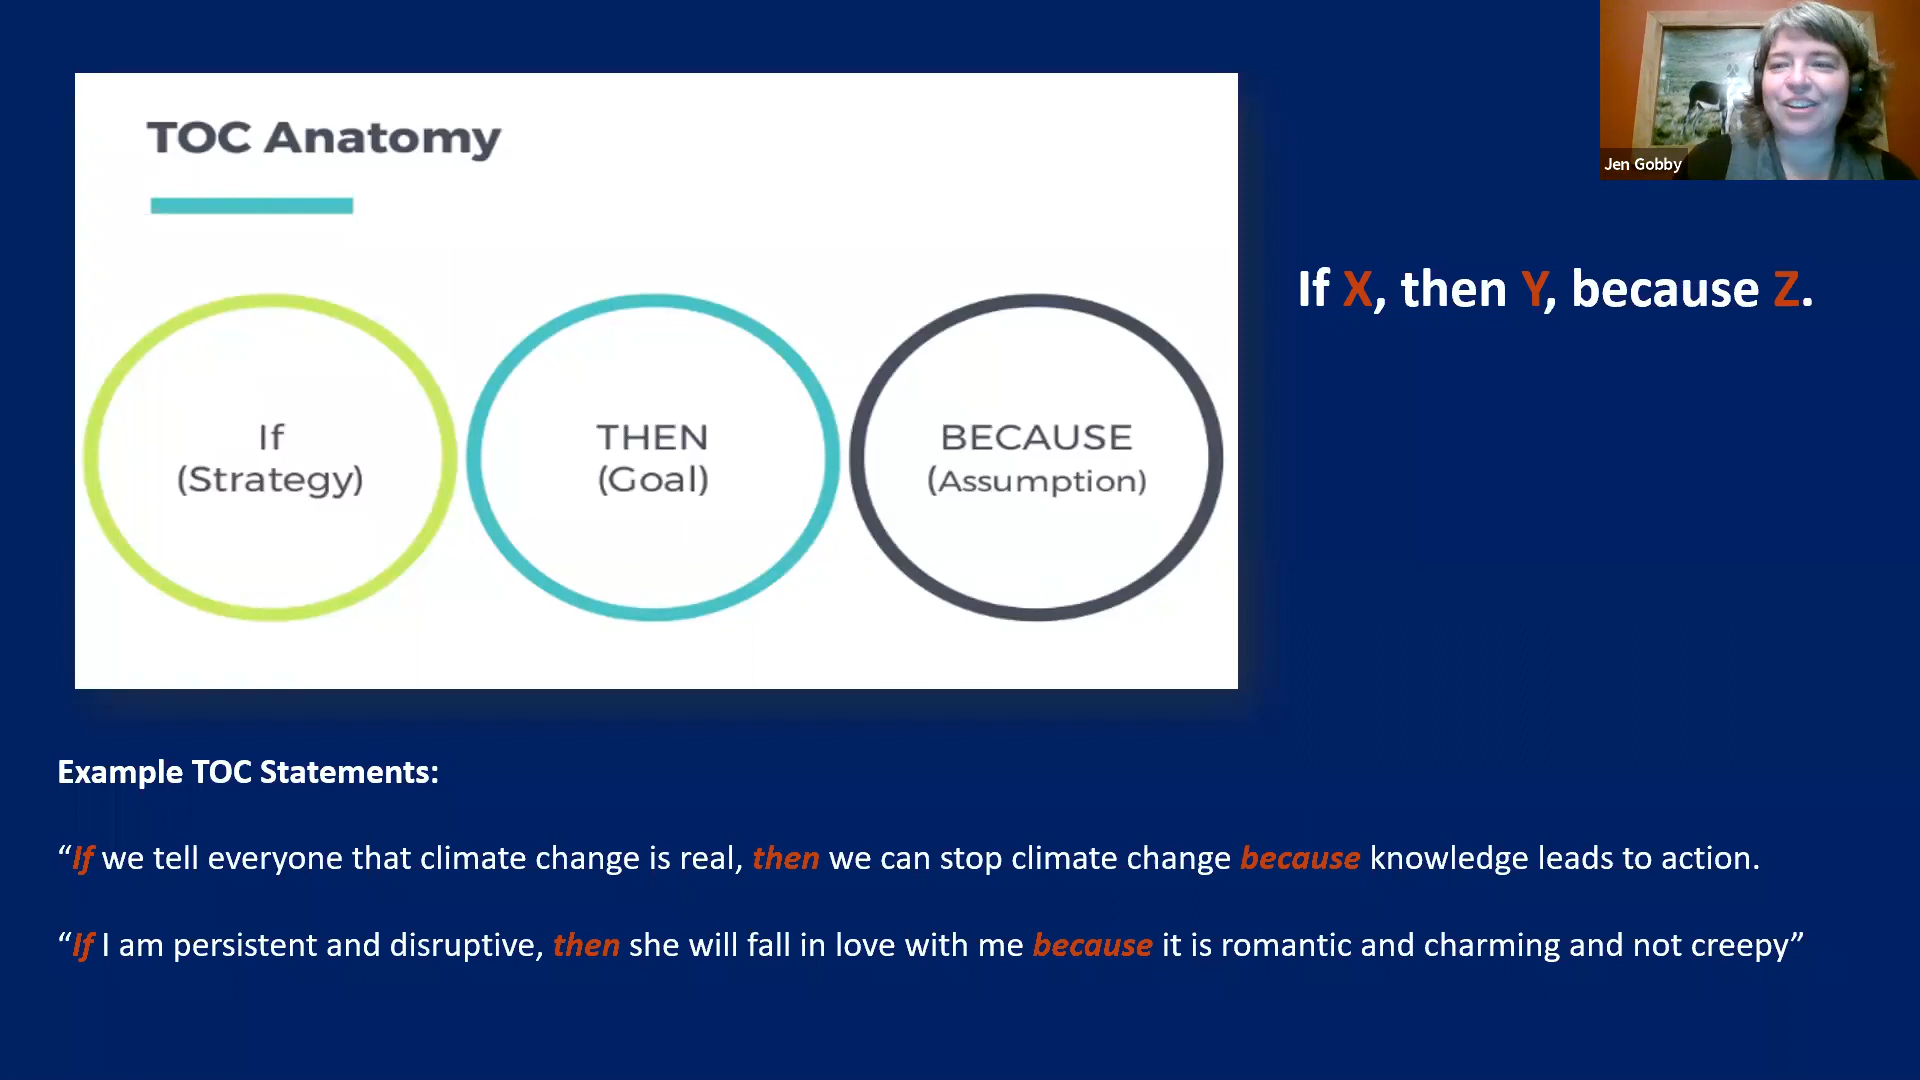 TOC Anatomy
Jen Gobby
If X, then Y, because Z.
If
(Strategy)
THEN
(Goal)
BECAUSE
(Assumption)
Example TOC Statements:
“If we tell everyone that climate change is real, then we can stop climate change because knowledge leads to action.
“If I am persistent and disruptive, then she will fall in love with me because it is romantic and charming and not creepy”